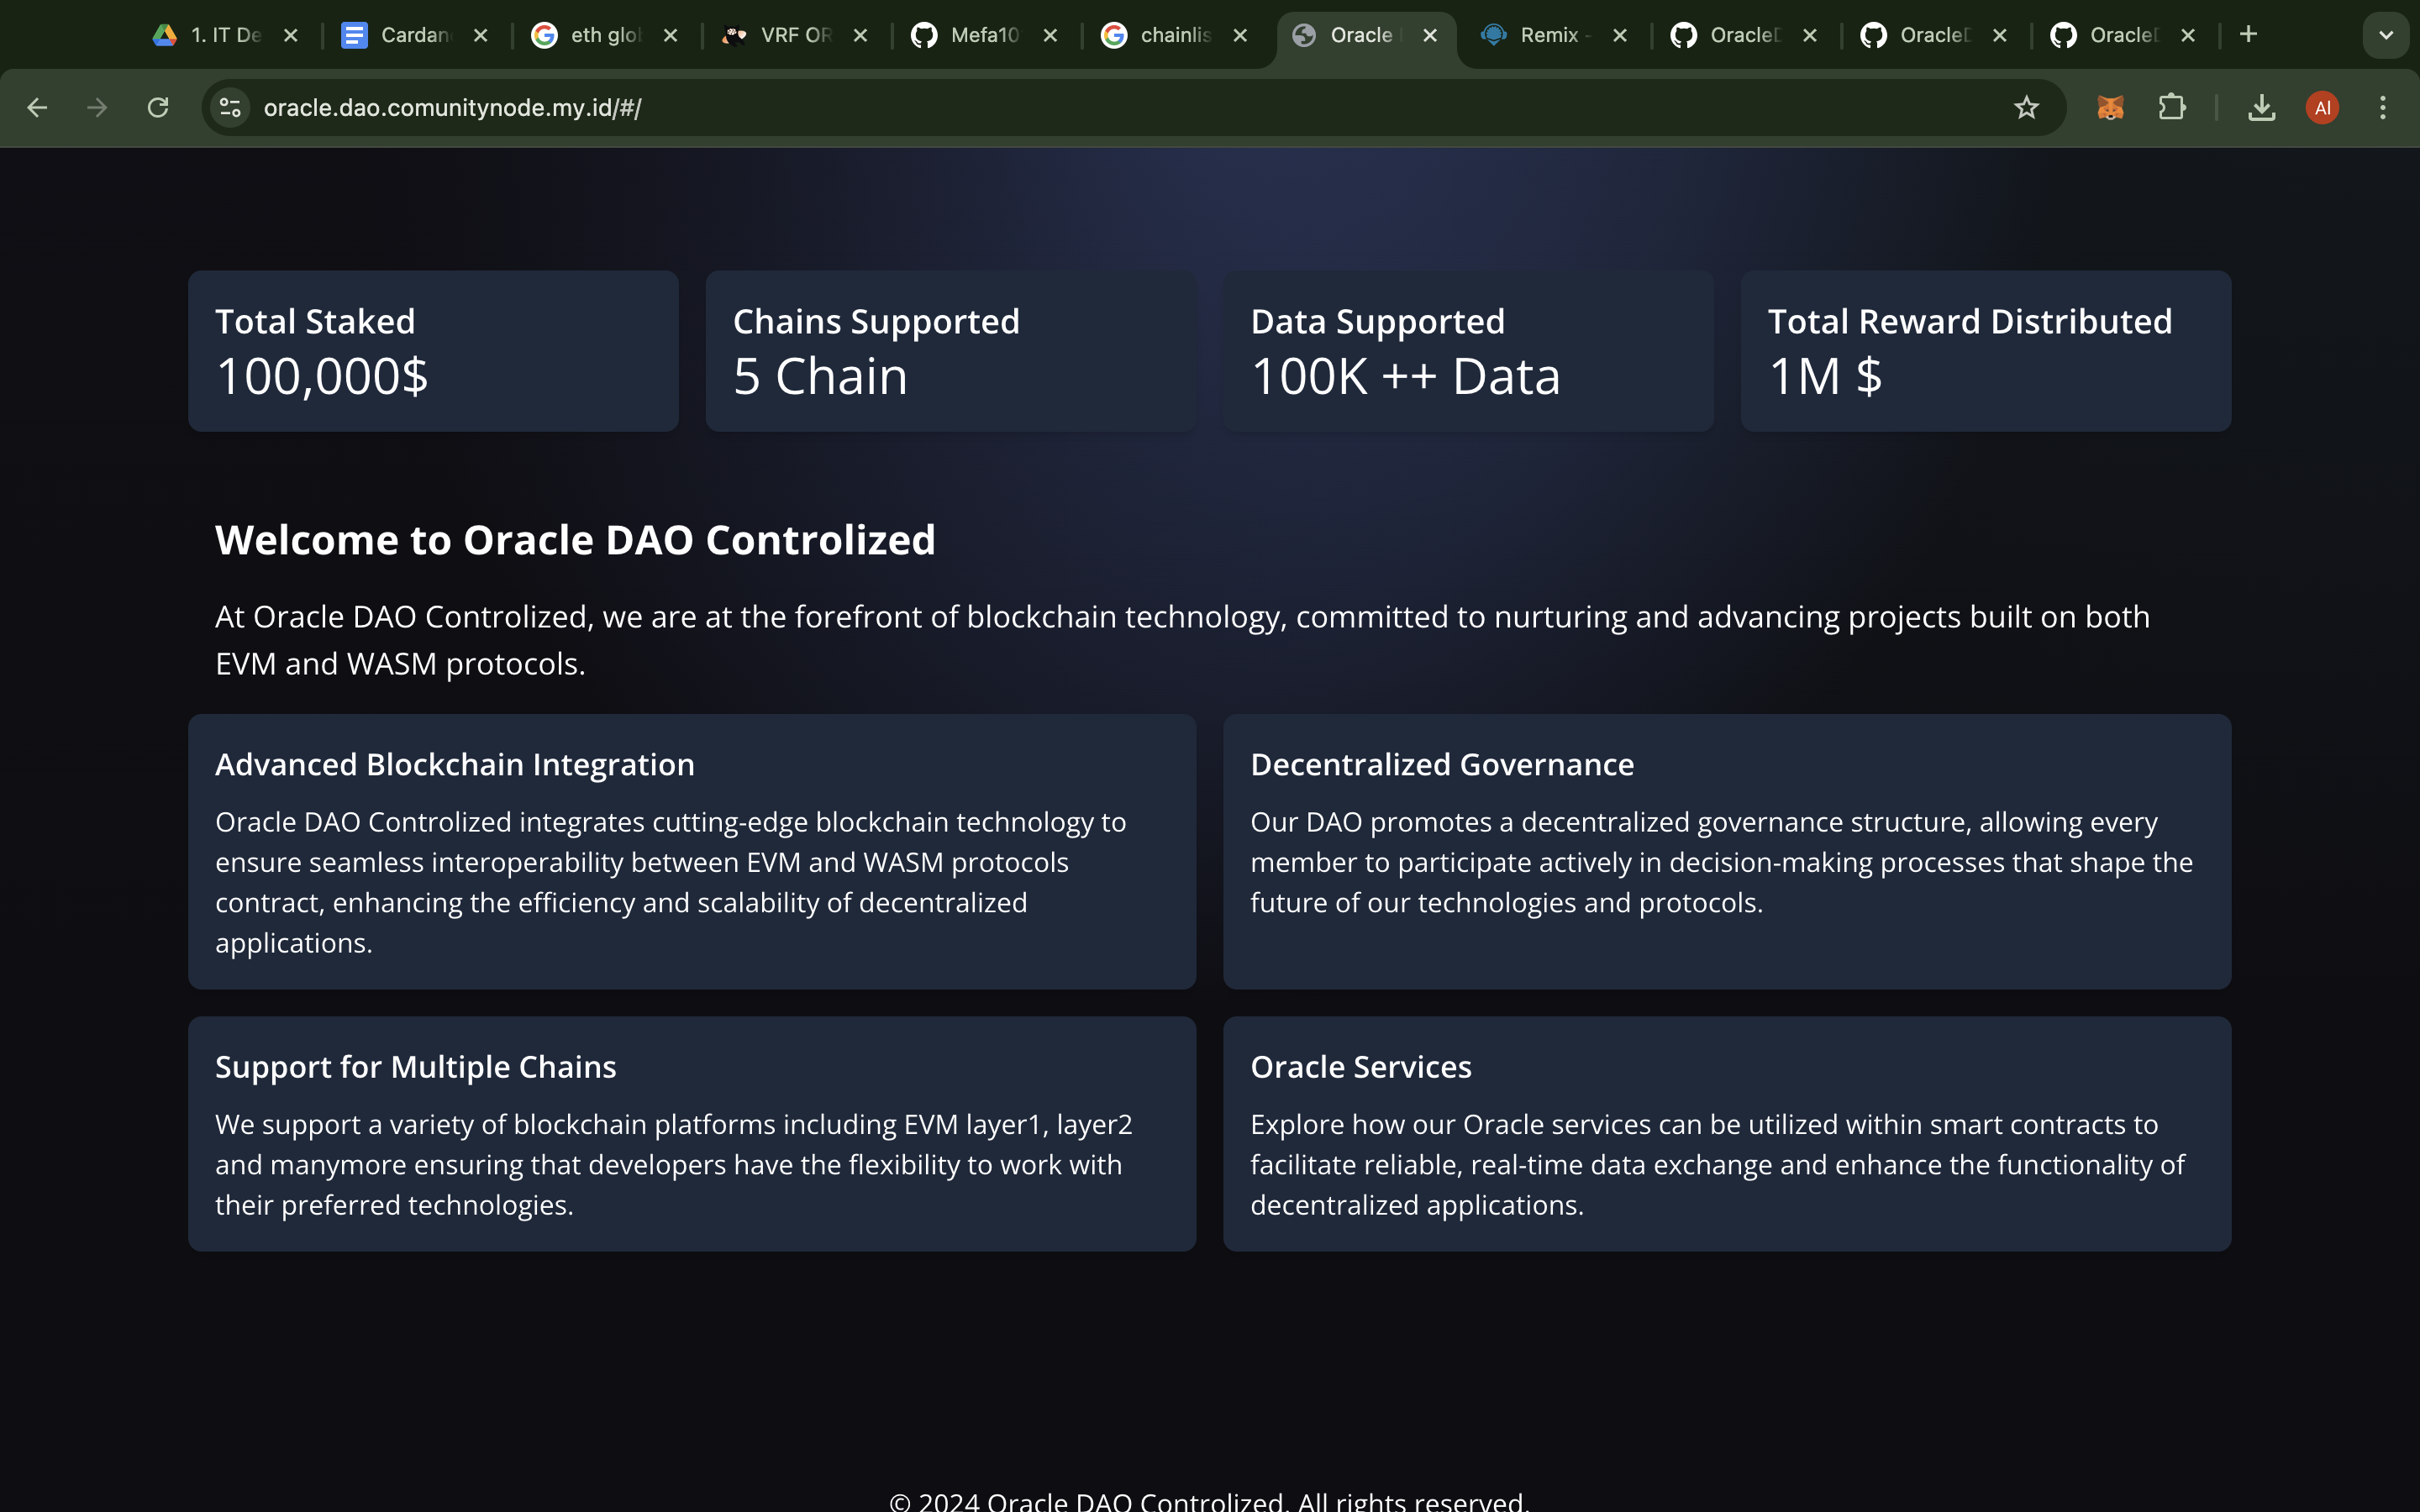 1. IT De
Cardan
eth glo
VRF OR
Mefa10
chainlis
Oracle
Remix -
OracleD
OracleD
OracleD
oracle.dao.comunitynode.my.id/#/
AI
Total Staked
100,000$
Chains Supported
5 Chain
Data Supported
100K ++ Data
Total Reward Distributed
1M $
Welcome to Oracle DAO Controlized
At Oracle DAO Controlized, we are at the forefront of blockchain technology, committed to nurturing and advancing projects built on both
EVM and WASM protocols.
Advanced Blockchain Integration
Oracle DAO Controlized integrates cutting-edge blockchain technology to
ensure seamless interoperability between EVM and WASM protocols
contract, enhancing the efficiency and scalability of decentralized
applications.
Decentralized Governance
Our DAO promotes a decentralized governance structure, allowing every
member to participate actively in decision-making processes that shape the
future of our technologies and protocols.
Support for Multiple Chains
We support a variety of blockchain platforms including EVM layer1, layer2
and manymore ensuring that developers have the flexibility to work with
their preferred technologies.
Oracle Services
Explore how our Oracle services can be utilized within smart contracts to
facilitate reliable, real-time data exchange and enhance the functionality of
decentralized applications.
© 2024 Oracle DAO Controlized. All rights reserved.